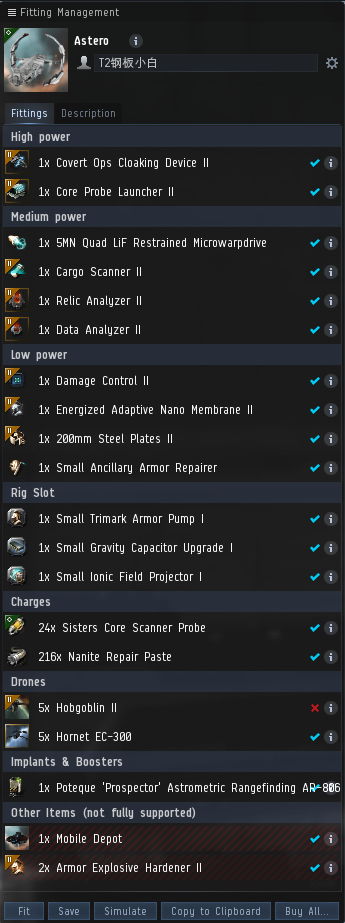 Fitting Management
Astero
T2钢板小白
Fittings Description
High power
1x Covert Ops Cloaking Device II
1x Core Probe Launcher II
Medium power
1x 5MN Quad LiF Restrained Microwarpdrive
1x Cargo Scanner II
1x Relic Analyzer II
1x Data Analyzer II
Low power
1x Damage Control II
1x Energized Adaptive Nano Membrane II
1x 200mm Steel Plates II
1x Small Ancillary Armor Repairer
Rig Slot
1x Small Trimark Armor Pump I
1x Small Gravity Capacitor Upgrade I
1x Small Ionic Field Projector I
Charges
24x Sisters Core Scanner Probe
216x Nanite Repair Paste
Drones
5x Hobgoblin II
5x Hornet EC-300
Implants & Boosters
1x Poteque 'Prospector' Astrometric Rangefinding AR-806
Other Items (not fully supported)
1x Mobile Depot
2x Armor Explosive Hardener II
Fit Save Simulate Copy to Clipboard Buy All...